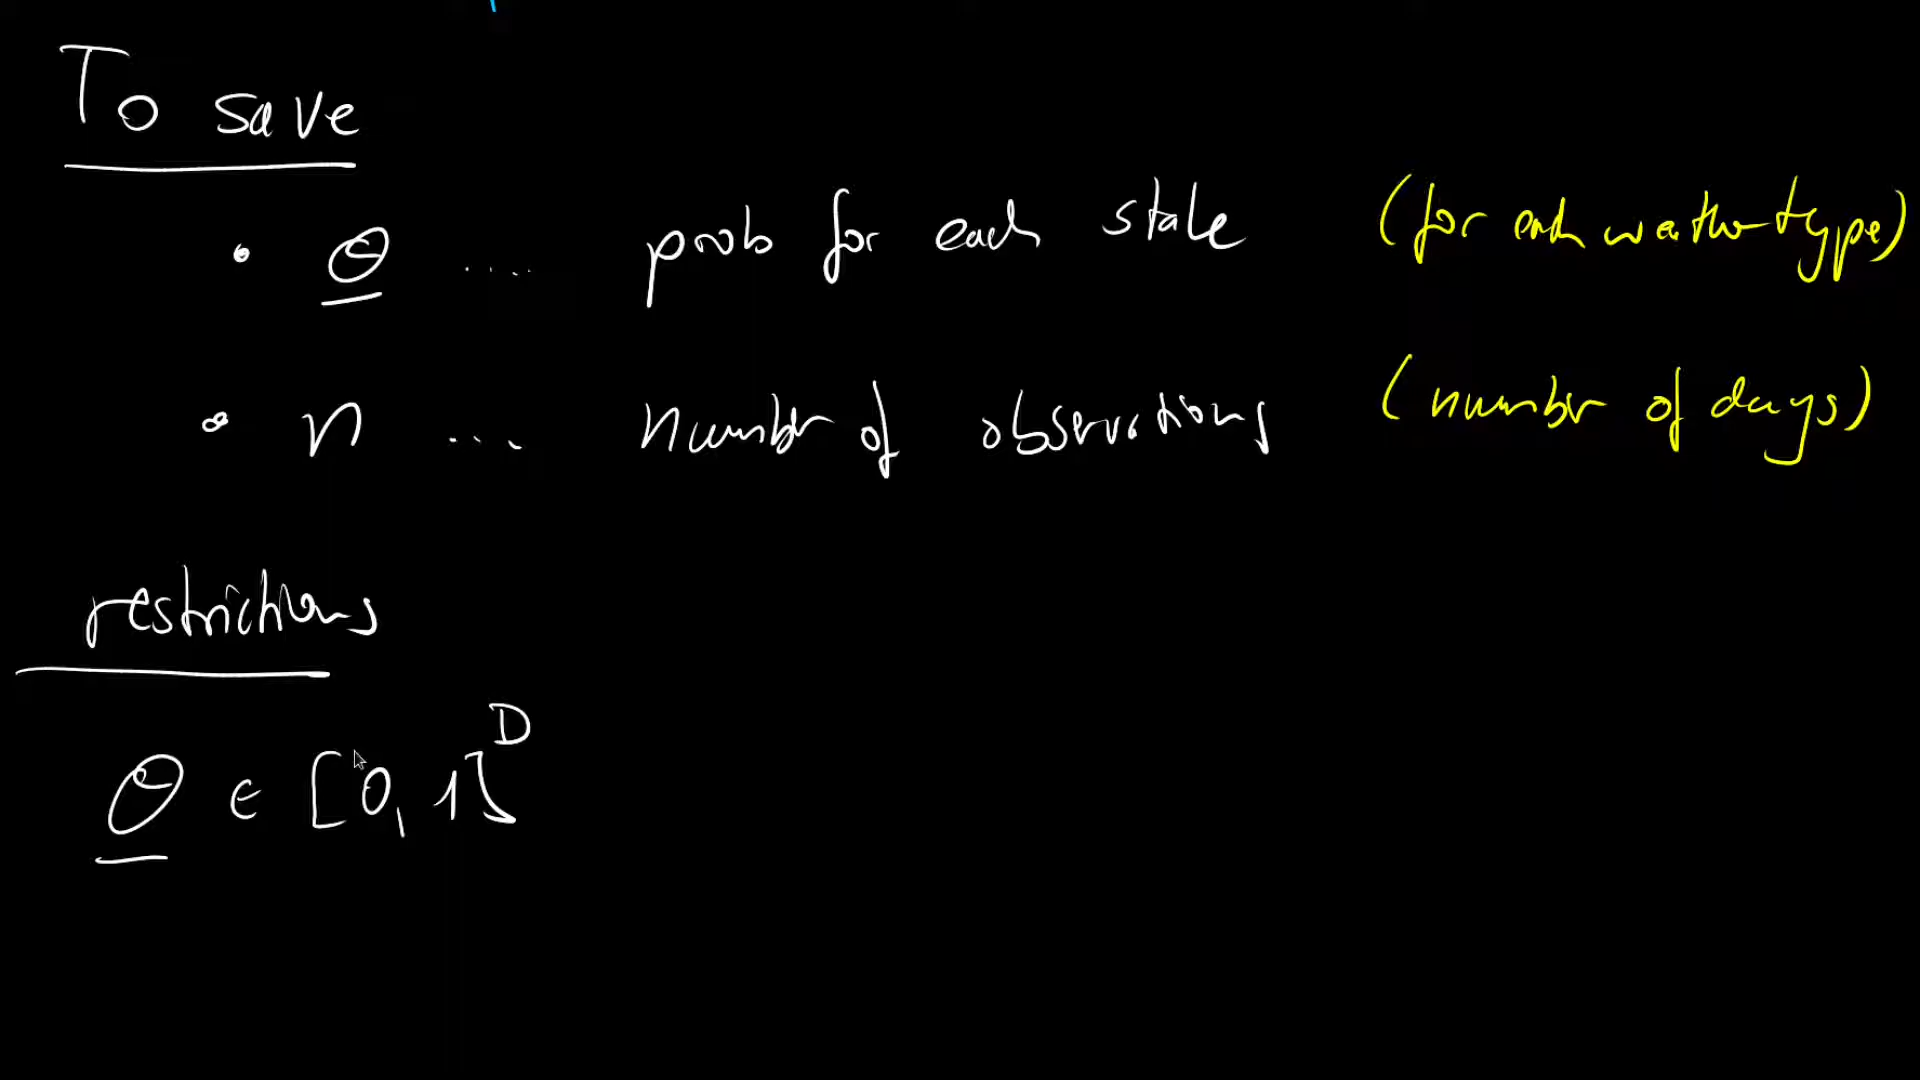 To save
• θ .... prob for each state (for each weather type)
• n ... number of observations (number of days)
restrictions
θ ∈ [0, 1]^D